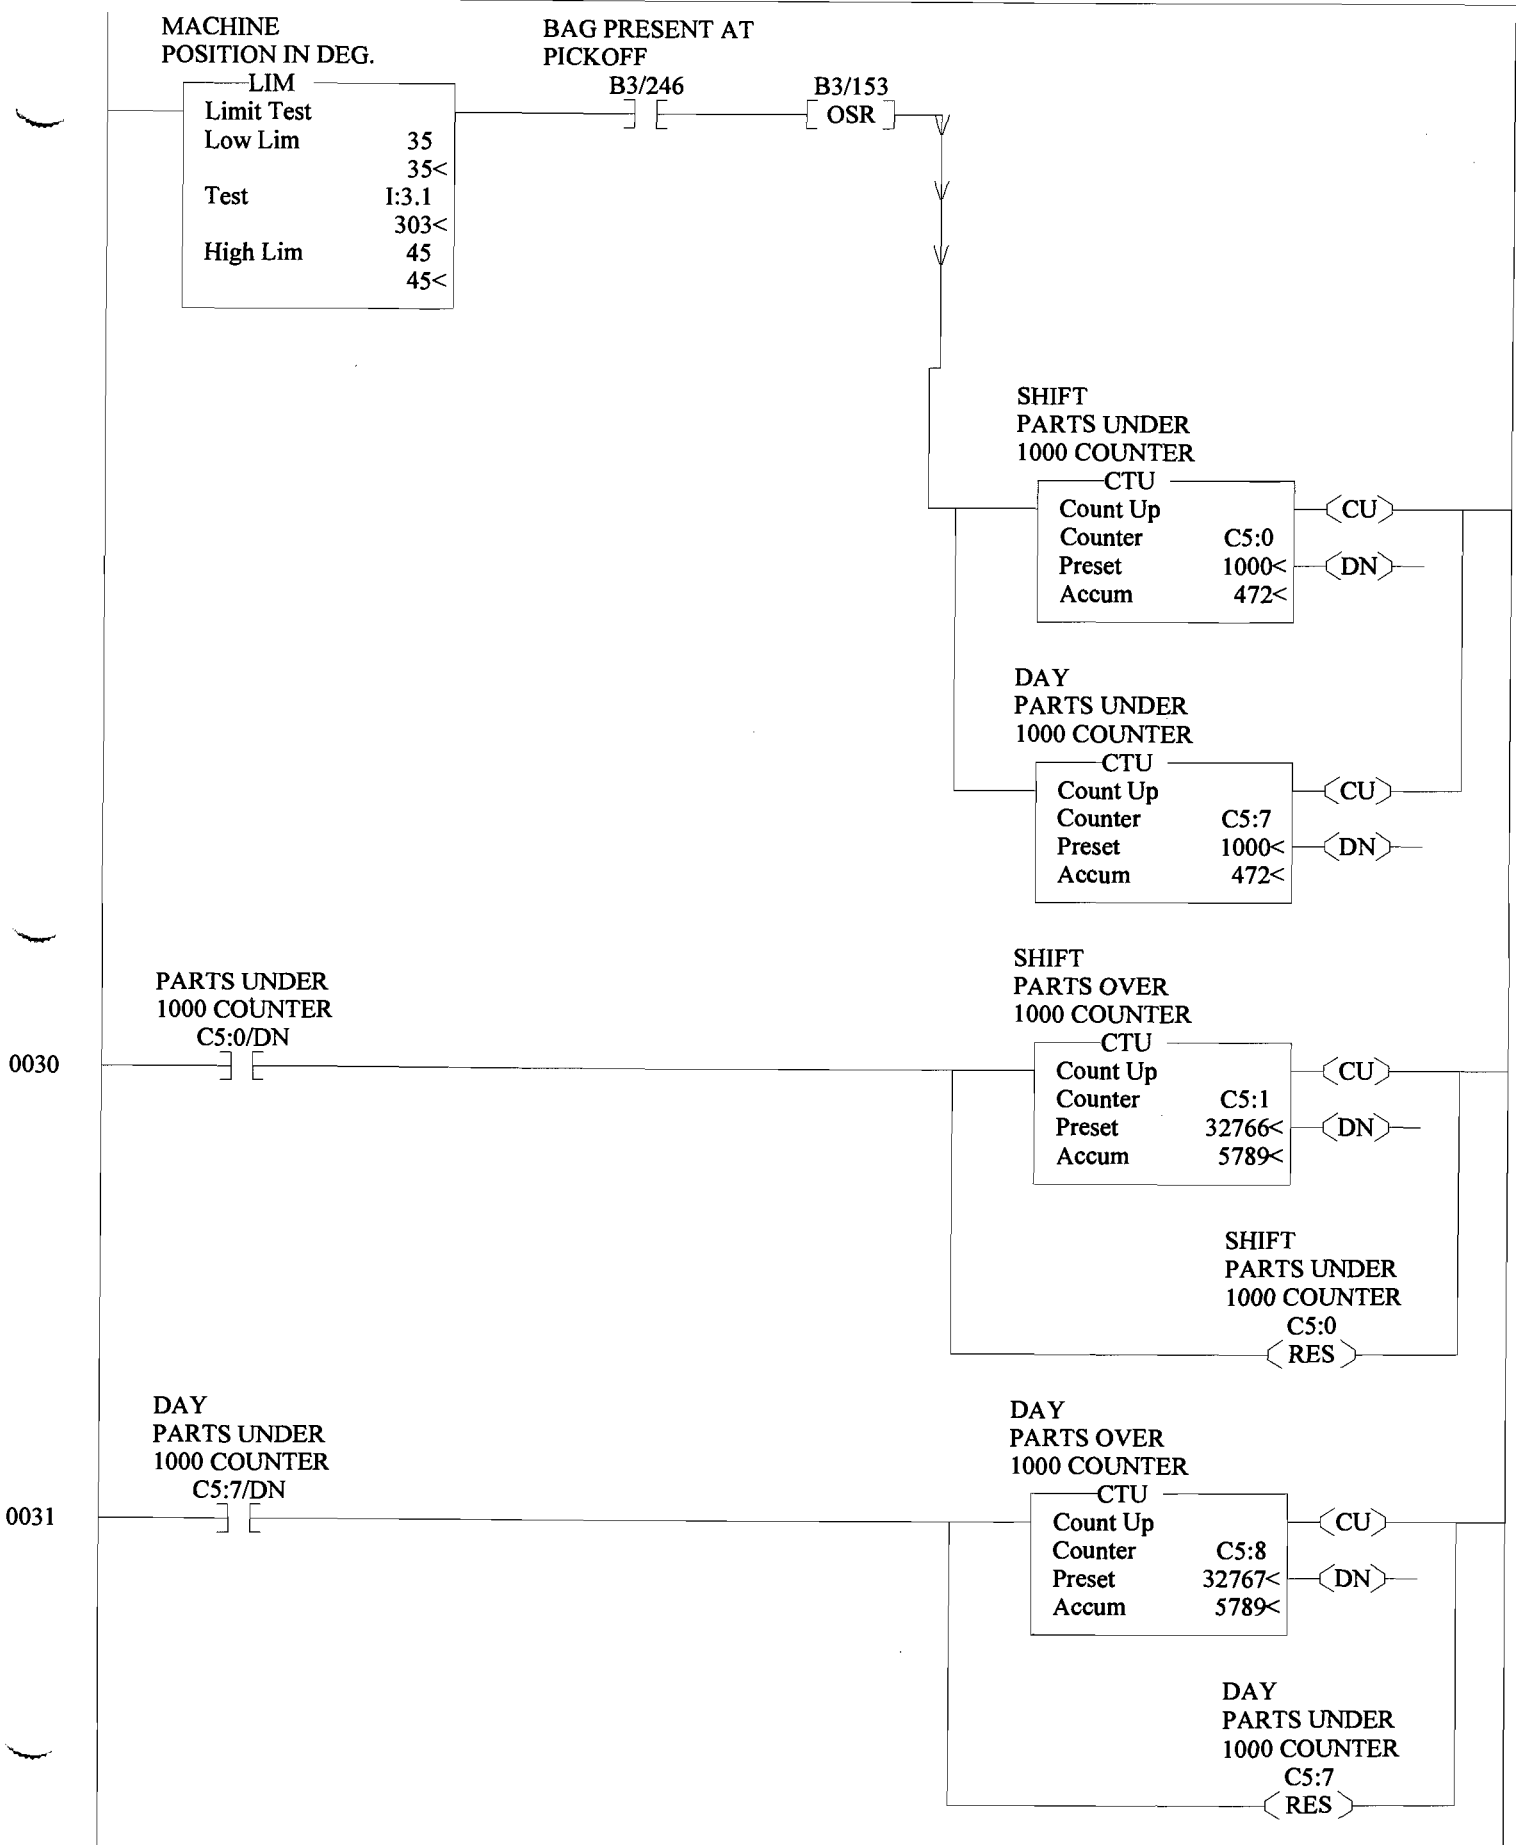 MACHINE
POSITION IN DEG.
LIM
Limit Test
Low Lim 35
35<
Test I:3.1
303<
High Lim 45
45<
BAG PRESENT AT
PICKOFF
B3/246
B3/153
OSR
SHIFT
PARTS UNDER
1000 COUNTER
CTU
Count Up
Counter C5:0
Preset 1000<
Accum 472<
CU
DN
DAY
PARTS UNDER
1000 COUNTER
CTU
Count Up
Counter C5:7
Preset 1000<
Accum 472<
CU
DN
0030
PARTS UNDER
1000 COUNTER
C5:0/DN
SHIFT
PARTS OVER
1000 COUNTER
CTU
Count Up
Counter C5:1
Preset 32766<
Accum 5789<
CU
DN
SHIFT
PARTS UNDER
1000 COUNTER
C5:0
RES
0031
DAY
PARTS UNDER
1000 COUNTER
C5:7/DN
DAY
PARTS OVER
1000 COUNTER
CTU
Count Up
Counter C5:8
Preset 32767<
Accum 5789<
CU
DN
DAY
PARTS UNDER
1000 COUNTER
C5:7
RES